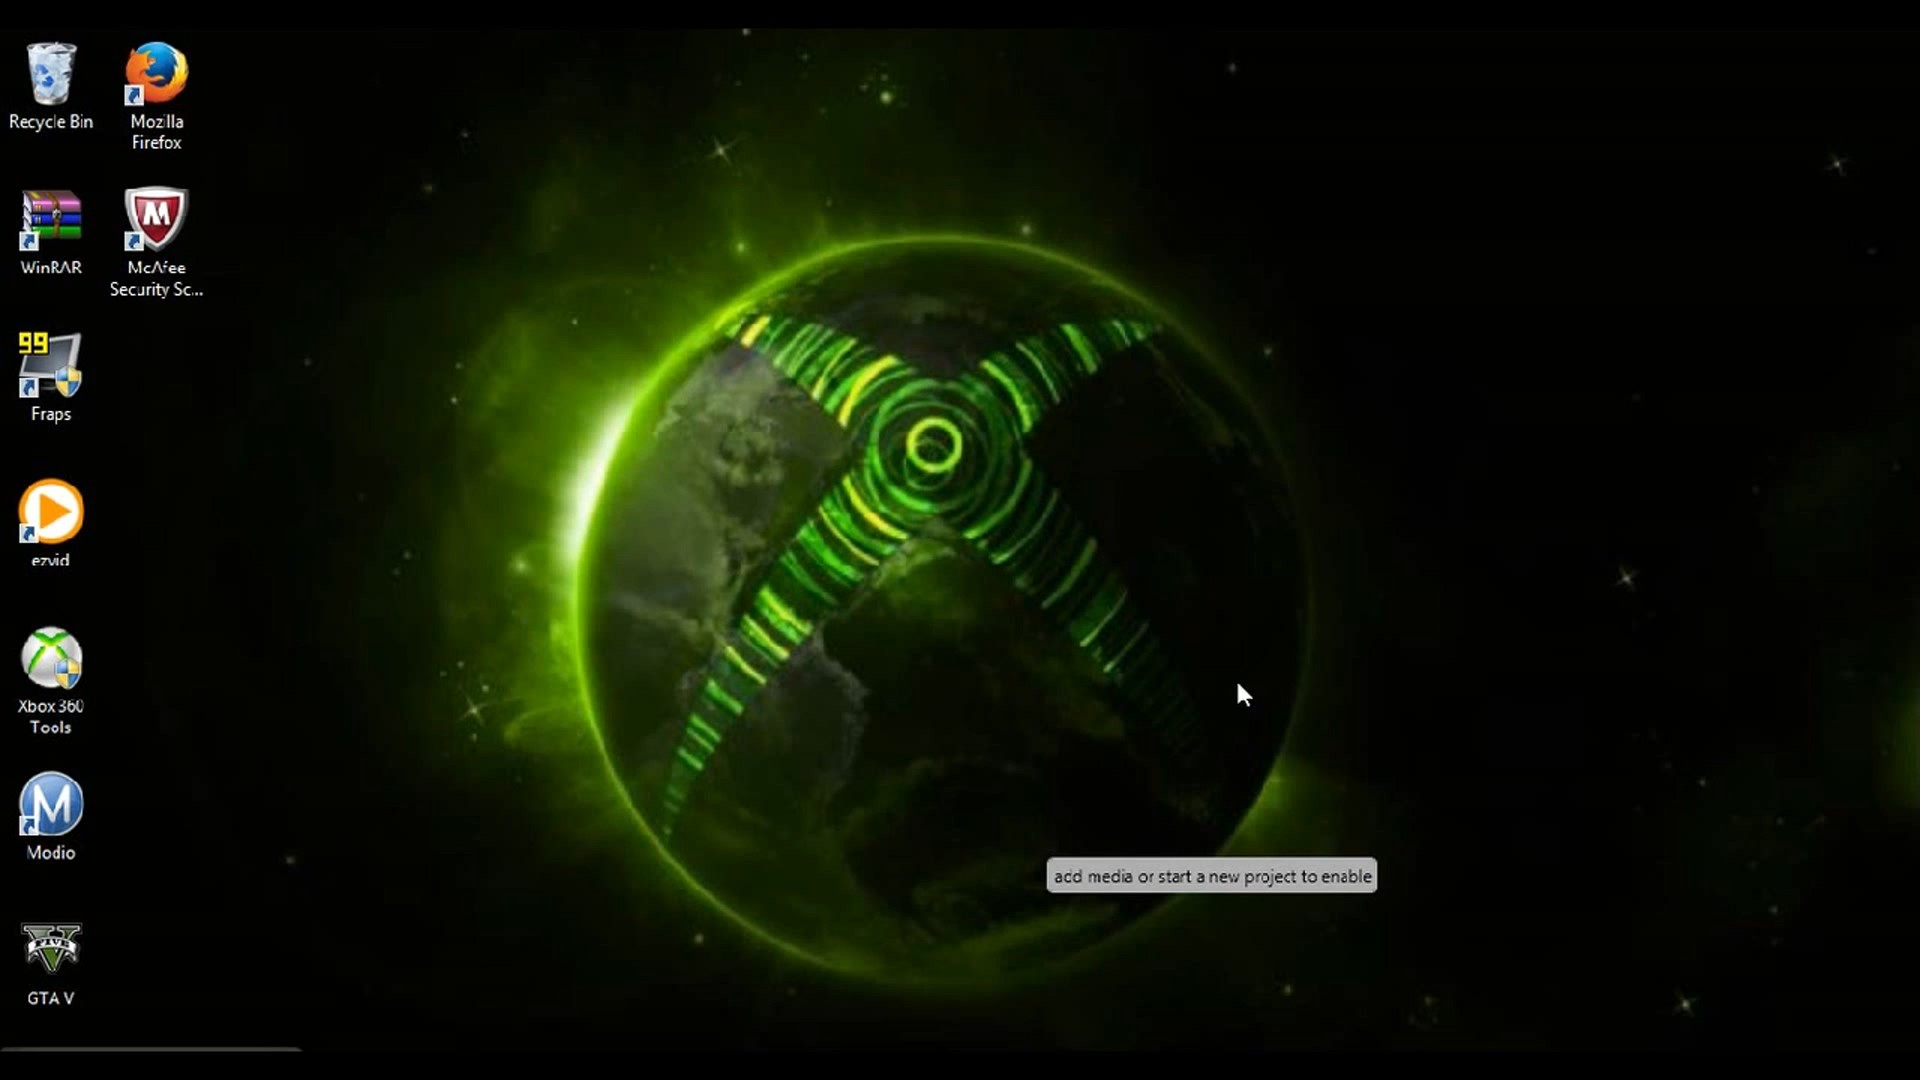 Recycle Bin
Mozilla
Firefox
WinRAR
McAfee
Security Sc...
99
Fraps
ezvid
Xbox 360
Tools
M
Modio
FIVE
GTA V
add media or start a new project to enable